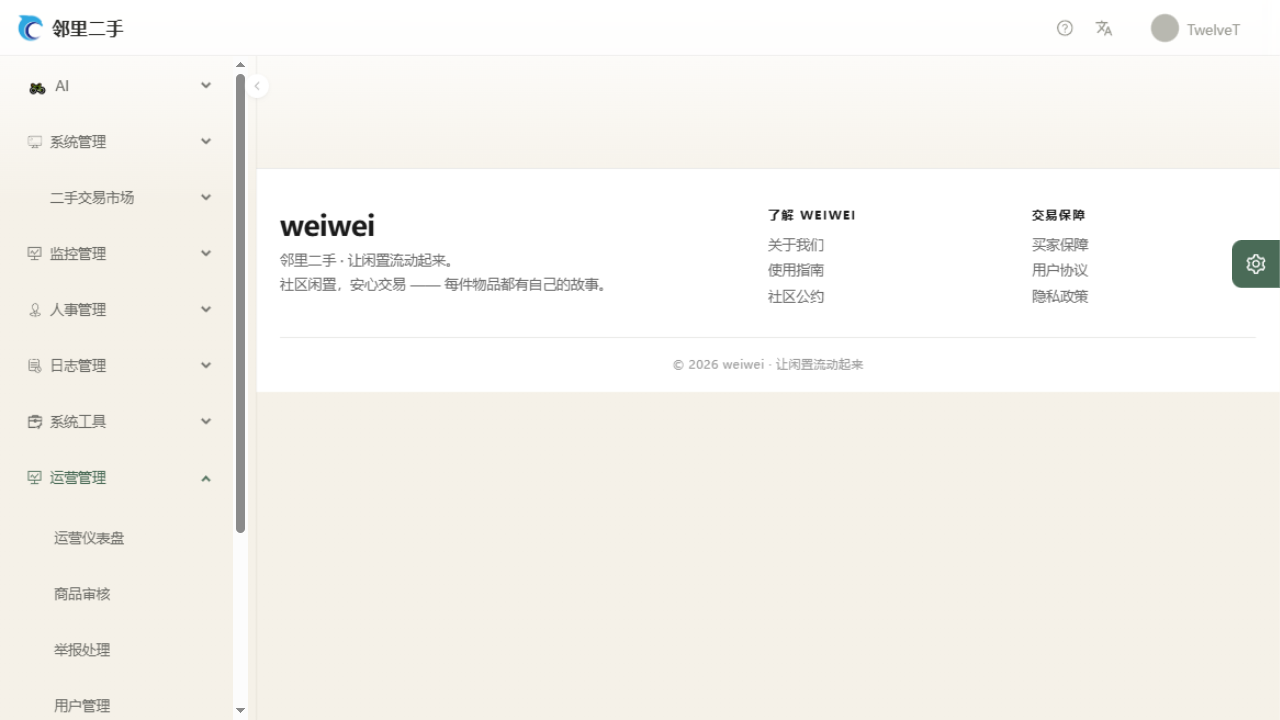 邻里二手
TwelveT
AI
系统管理
二手交易市场
监控管理
人事管理
日志管理
系统工具
运营管理
运营仪表盘
商品审核
举报处理
用户管理
weiwei
邻里二手 · 让闲置流动起来。
社区闲置，安心交易 —— 每件物品都有自己的故事。
了解 WEIWEI
关于我们
使用指南
社区公约
交易保障
买家保障
用户协议
隐私政策
© 2026 weiwei · 让闲置流动起来